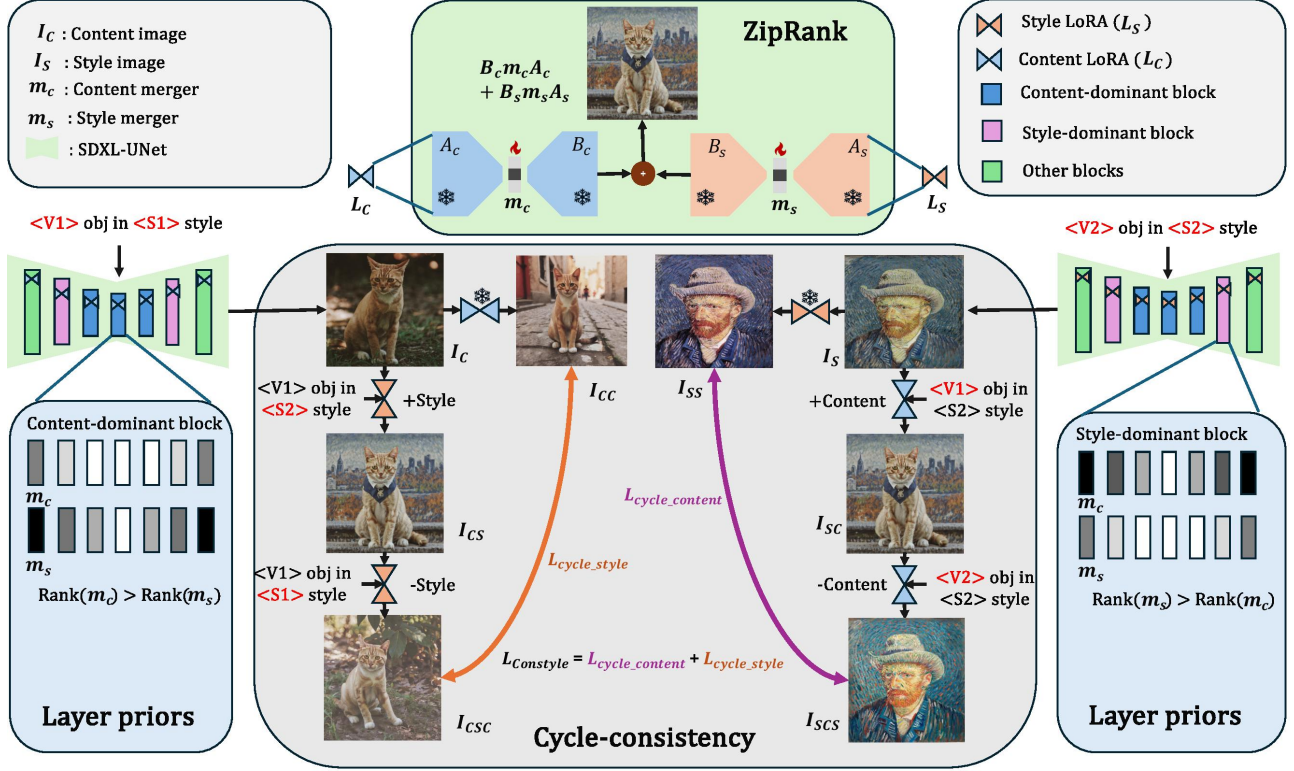 I_C : Content image
I_S : Style image
m_c : Content merger
m_s : Style merger
: SDXL-UNet
ZipRank
B_c m_c A_c
+ B_s m_s A_s
A_c
B_c
B_s
A_s
L_C
m_c
+
m_s
L_S
Style LoRA (L_S)
Content LoRA (L_C)
Content-dominant block
Style-dominant block
Other blocks
<V1> obj in <S1> style
<V2> obj in <S2> style
I_C
I_CC
I_SS
I_S
<V1> obj in
<S2> style
+Style
+Content
<V1> obj in
<S2> style
I_CS
I_SC
L_cycle_content
L_cycle_style
<V1> obj in
<S1> style
-Style
-Content
<V2> obj in
<S2> style
L_Constyle = L_cycle_content + L_cycle_style
I_CSC
I_SCS
Cycle-consistency
Content-dominant block
m_c
m_s
Rank(m_c) > Rank(m_s)
Layer priors
Style-dominant block
m_c
m_s
Rank(m_s) > Rank(m_c)
Layer priors